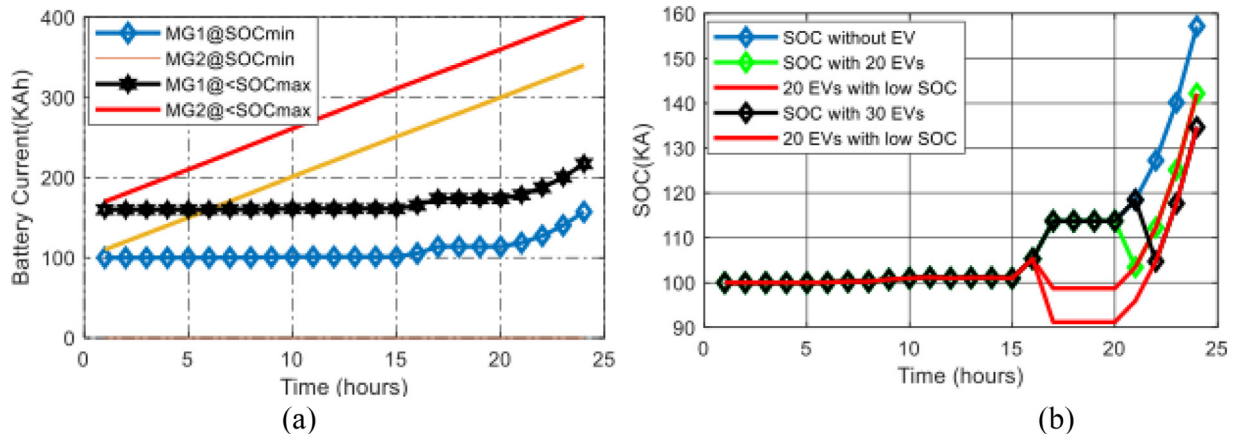 400
300
200
100
0
Battery Current(KAh)
MG1@SOCmin
MG2@SOCmin
MG1@<SOCmax
MG2@<SOCmax
0 5 10 15 20 25
Time (hours)
(a)
160
150
140
130
120
110
100
90
SOC(KA)
SOC without EV
SOC with 20 EVs
20 EVs with low SOC
SOC with 30 EVs
20 EVs with low SOC
0 5 10 15 20 25
Time (hours)
(b)